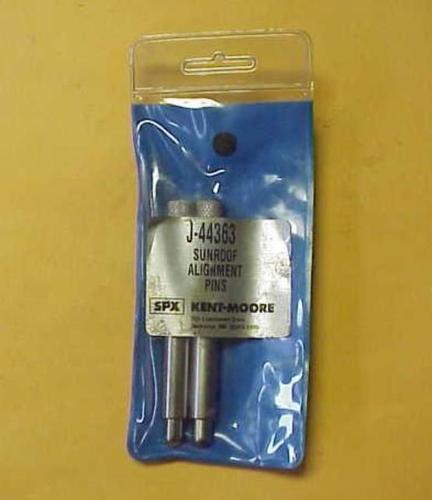 J-44363
SUNROOF
ALIGNMENT
PINS
SPX KENT-MOORE